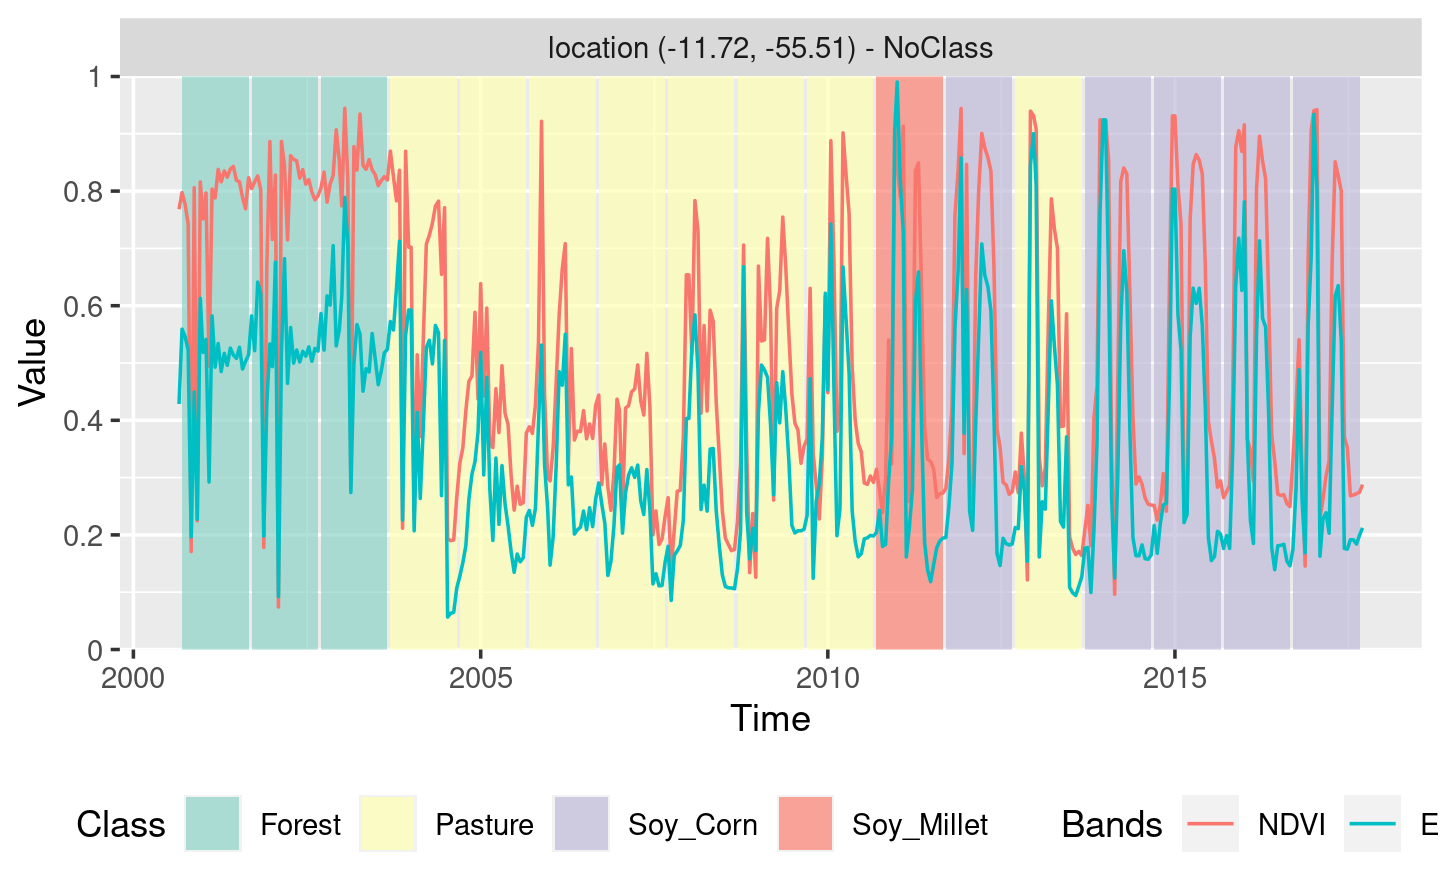 location (-11.72, -55.51) - NoClass
1
0.8
0.6
0.4
0.2
0
Value
2000 2005 2010 2015
Time
Class Forest Pasture Soy_Corn Soy_Millet Bands NDVI E